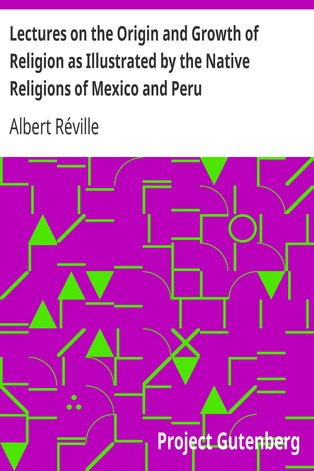 Lectures on the Origin and Growth of
Religion as Illustrated by the Native
Religions of Mexico and Peru
Albert Réville
Project Gutenberg